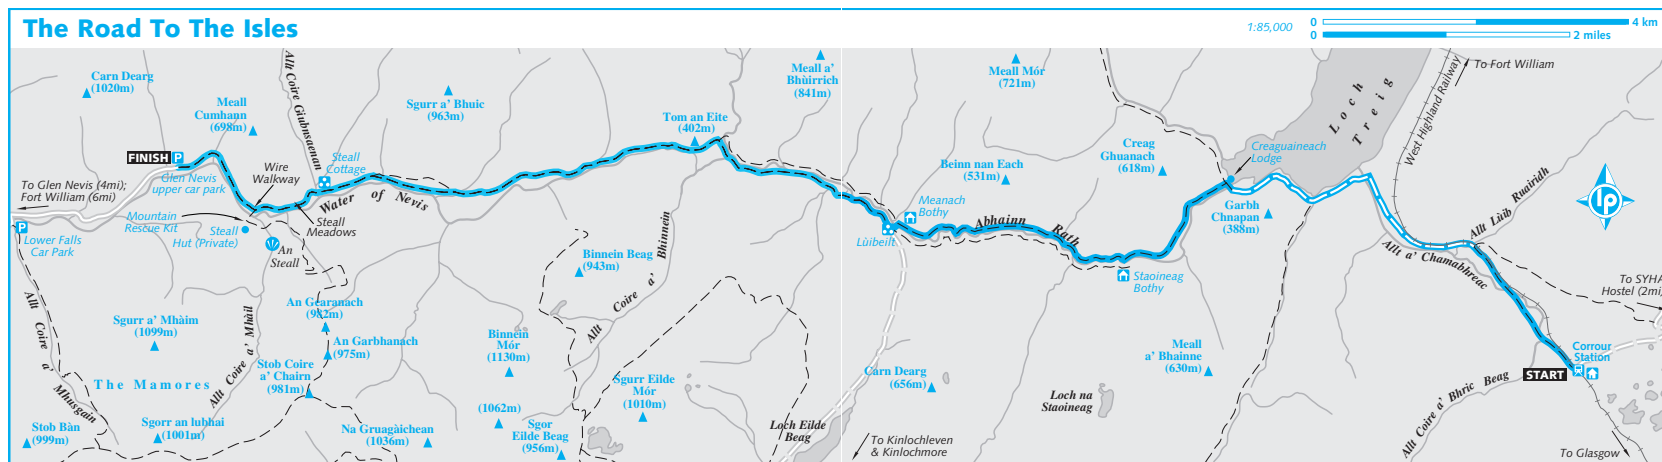 The Road To The Isles
1:85,000
0
4 km
0
2 miles
Carn Dearg
(1020m)
Meall
Cumhann
(698m)
Allt Coire Giubhsachan
Sgurr a' Bhuic
(963m)
Meall a'
Bhùirrich
(841m)
Tom an Eite
(402m)
Meall Mór
(721m)
Loch
Treig
West Highland Railway
To Fort William
FINISH
P
Glen Nevis
upper car park
Wire
Walkway
Steall
Cottage
To Glen Nevis (4mi);
Fort William (6mi)
Mountain
Rescue Kit
Steall
Hut (Private)
Steall
Meadows
An
Steall
Water of Nevis
P
Lower Falls
Car Park
Beinn nan Each
(531m)
Creag
Ghuanach
(618m)
Creaguaineach
Lodge
Meanach
Bothy
Lùibeilt
Abhainn Rath
Staoineag
Bothy
Garbh
Chnapan
(388m)
Allt Lùib Ruairidh
lp
Allt a' Chamabhreac
To SYHA
Hostel (2mi)
Binnein Beag
(943m)
Allt Coire a' Bhinnein
Allt Coire a' Mhusgain
Sgurr a' Mhàim
(1099m)
The Mamores
Allt Coire a' Mhàil
An Gearanach
(982m)
An Garbhanach
(975m)
Stob Coire
a' Chairn
(981m)
Binnein
Mór
(1130m)
(1062m)
Sgurr Eilde
Mór
(1010m)
Sgor
Eilde Beag
(956m)
Na Gruagàichean
(1036m)
Stob Bàn
(999m)
Sgorr an Iubhai
(1001m)
Carn Dearg
(656m)
Loch Eilde
Beag
To Kinlochleven
& Kinlochmore
Loch na
Staoineag
Meall
a' Bhainne
(630m)
Corrour
Station
START
Allt Coire a' Bhric Beag
To Glasgow